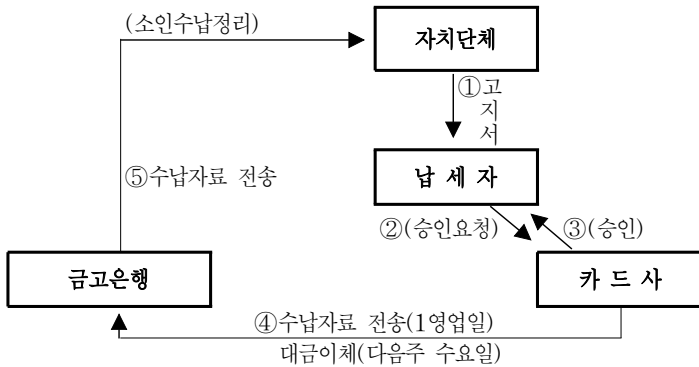 (소인수납정리)
자치단체
①고
지
서
⑤수납자료 전송
납 세 자
②(승인요청)
③(승인)
금고은행
카 드 사
④수납자료 전송(1영업일)
대금이체(다음주 수요일)